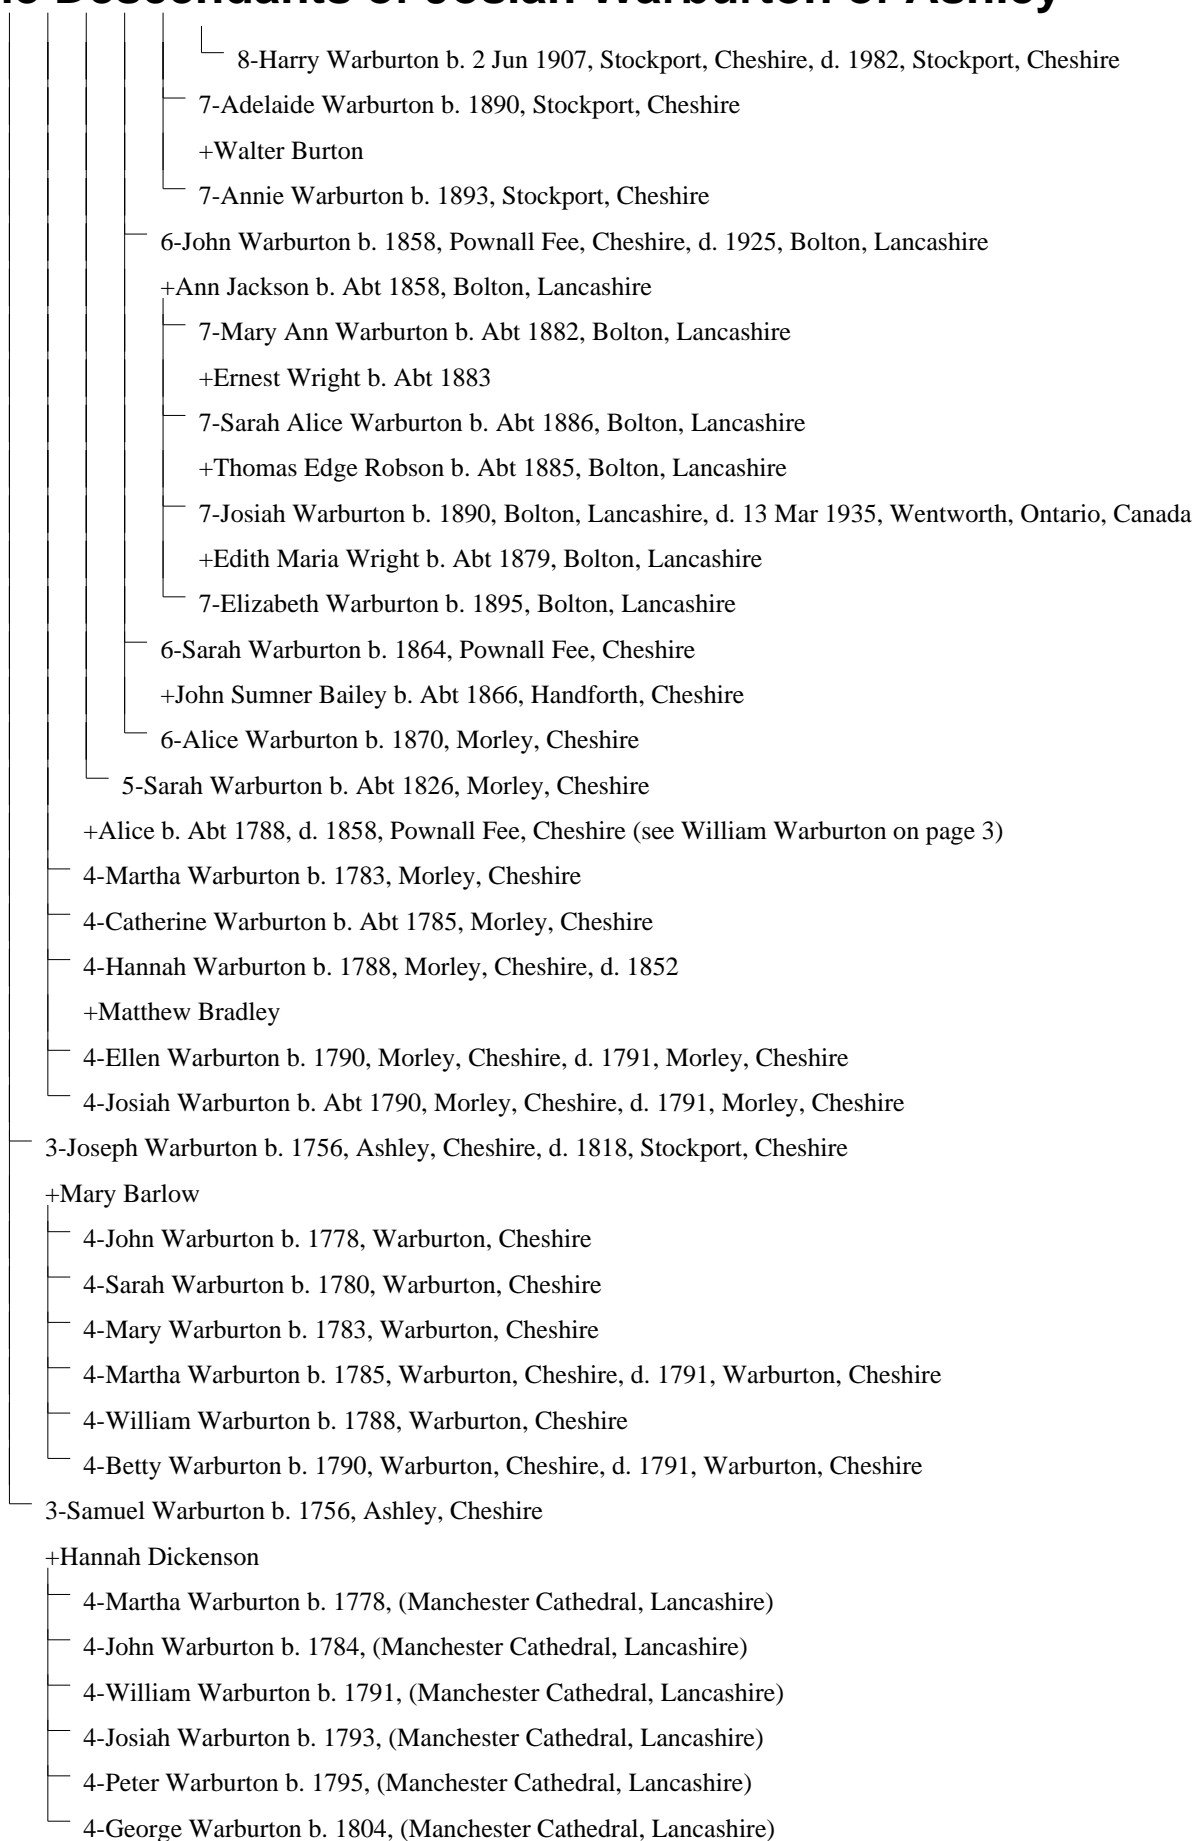 Descendants of Josiah Warburton of Ashley
8-Harry Warburton b. 2 Jun 1907, Stockport, Cheshire, d. 1982, Stockport, Cheshire
7-Adelaide Warburton b. 1890, Stockport, Cheshire
+Walter Burton
7-Annie Warburton b. 1893, Stockport, Cheshire
6-John Warburton b. 1858, Pownall Fee, Cheshire, d. 1925, Bolton, Lancashire
+Ann Jackson b. Abt 1858, Bolton, Lancashire
7-Mary Ann Warburton b. Abt 1882, Bolton, Lancashire
+Ernest Wright b. Abt 1883
7-Sarah Alice Warburton b. Abt 1886, Bolton, Lancashire
+Thomas Edge Robson b. Abt 1885, Bolton, Lancashire
7-Josiah Warburton b. 1890, Bolton, Lancashire, d. 13 Mar 1935, Wentworth, Ontario, Canada
+Edith Maria Wright b. Abt 1879, Bolton, Lancashire
7-Elizabeth Warburton b. 1895, Bolton, Lancashire
6-Sarah Warburton b. 1864, Pownall Fee, Cheshire
+John Sumner Bailey b. Abt 1866, Handforth, Cheshire
6-Alice Warburton b. 1870, Morley, Cheshire
5-Sarah Warburton b. Abt 1826, Morley, Cheshire
+Alice b. Abt 1788, d. 1858, Pownall Fee, Cheshire (see William Warburton on page 3)
4-Martha Warburton b. 1783, Morley, Cheshire
4-Catherine Warburton b. Abt 1785, Morley, Cheshire
4-Hannah Warburton b. 1788, Morley, Cheshire, d. 1852
+Matthew Bradley
4-Ellen Warburton b. 1790, Morley, Cheshire, d. 1791, Morley, Cheshire
4-Josiah Warburton b. Abt 1790, Morley, Cheshire, d. 1791, Morley, Cheshire
3-Joseph Warburton b. 1756, Ashley, Cheshire, d. 1818, Stockport, Cheshire
+Mary Barlow
4-John Warburton b. 1778, Warburton, Cheshire
4-Sarah Warburton b. 1780, Warburton, Cheshire
4-Mary Warburton b. 1783, Warburton, Cheshire
4-Martha Warburton b. 1785, Warburton, Cheshire, d. 1791, Warburton, Cheshire
4-William Warburton b. 1788, Warburton, Cheshire
4-Betty Warburton b. 1790, Warburton, Cheshire, d. 1791, Warburton, Cheshire
3-Samuel Warburton b. 1756, Ashley, Cheshire
+Hannah Dickenson
4-Martha Warburton b. 1778, (Manchester Cathedral, Lancashire)
4-John Warburton b. 1784, (Manchester Cathedral, Lancashire)
4-William Warburton b. 1791, (Manchester Cathedral, Lancashire)
4-Josiah Warburton b. 1793, (Manchester Cathedral, Lancashire)
4-Peter Warburton b. 1795, (Manchester Cathedral, Lancashire)
4-George Warburton b. 1804, (Manchester Cathedral, Lancashire)